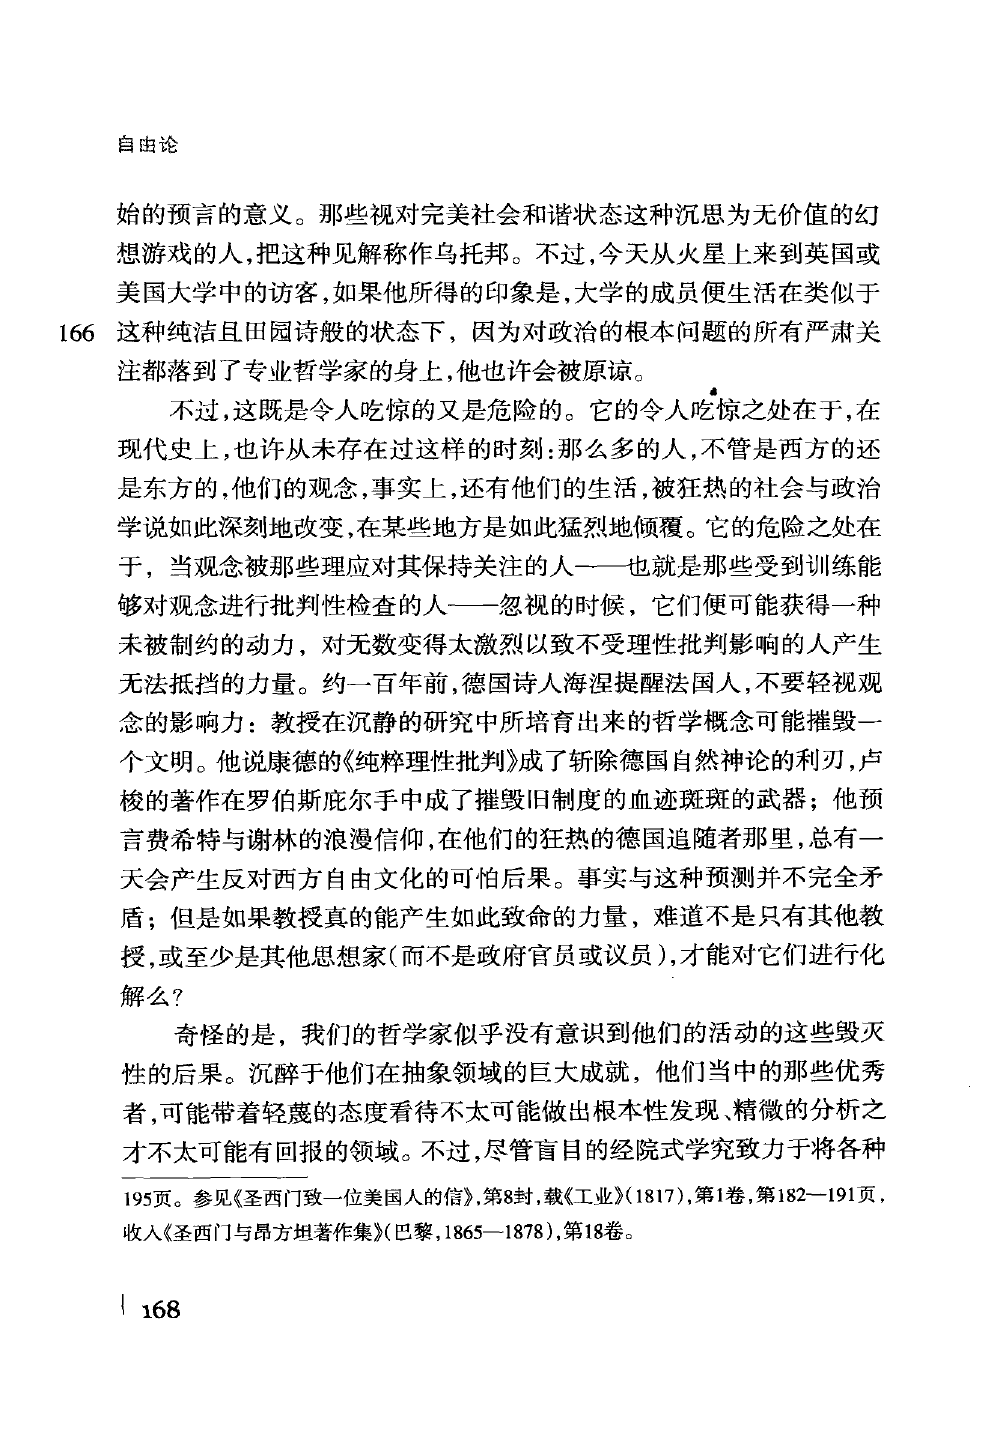 自由论
始的预言的意义。那些视对完美社会和谐状态这种沉思为无价值的幻
想游戏的人,把这种见解称作乌托邦。不过,今天从火星上来到英国或
美国大学中的访客,如果他所得的印象是,大学的成员便生活在类似于
166 这种纯洁且田园诗般的状态下，因为对政治的根本问题的所有严肃关
注都落到了专业哲学家的身上,他也许会被原谅。
不过,这既是令人吃惊的又是危险的。它的令人吃惊之处在于,在
现代史上,也许从未存在过这样的时刻:那么多的人,不管是西方的还
是东方的,他们的观念,事实上,还有他们的生活,被狂热的社会与政治
学说如此深刻地改变,在某些地方是如此猛烈地倾覆。它的危险之处在
于，当观念被那些理应对其保持关注的人——也就是那些受到训练能
够对观念进行批判性检查的人——忽视的时候，它们便可能获得一种
未被制约的动力，对无数变得太激烈以致不受理性批判影响的人产生
无法抵挡的力量。约一百年前,德国诗人海涅提醒法国人,不要轻视观
念的影响力：教授在沉静的研究中所培育出来的哲学概念可能摧毁一
个文明。他说康德的《纯粹理性批判》成了斩除德国自然神论的利刃,卢
梭的著作在罗伯斯庇尔手中成了摧毁旧制度的血迹斑斑的武器；他预
言费希特与谢林的浪漫信仰,在他们的狂热的德国追随者那里,总有一
天会产生反对西方自由文化的可怕后果。事实与这种预测并不完全矛
盾；但是如果教授真的能产生如此致命的力量，难道不是只有其他教
授,或至少是其他思想家(而不是政府官员或议员),才能对它们进行化
解么?
奇怪的是，我们的哲学家似乎没有意识到他们的活动的这些毁灭
性的后果。沉醉于他们在抽象领域的巨大成就，他们当中的那些优秀
者,可能带着轻蔑的态度看待不太可能做出根本性发现、精微的分析之
才不太可能有回报的领域。不过,尽管盲目的经院式学究致力于将各种
195页。参见《圣西门致一位美国人的信》,第8封,载《工业》(1817),第1卷,第182—191页,
收入《圣西门与昂方坦著作集》(巴黎,1865—1878),第18卷。
168